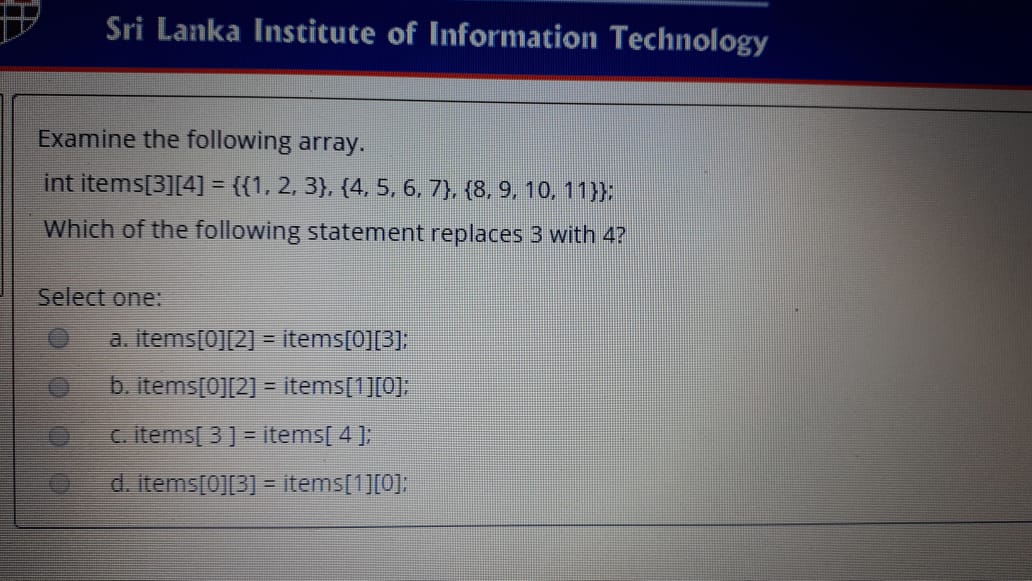 Sri Lanka Institute of Information Technology
Examine the following array.
int items[3][4] = {{1, 2, 3}, {4, 5, 6, 7}, {8, 9, 10, 11}};
Which of the following statement replaces 3 with 4?
Select one:
a. items[0][2] = items[0][3];
b. items[0][2] = items[1][0];
c. items[ 3 ] = items[ 4 ];
d. items[0][3] = items[1][0];